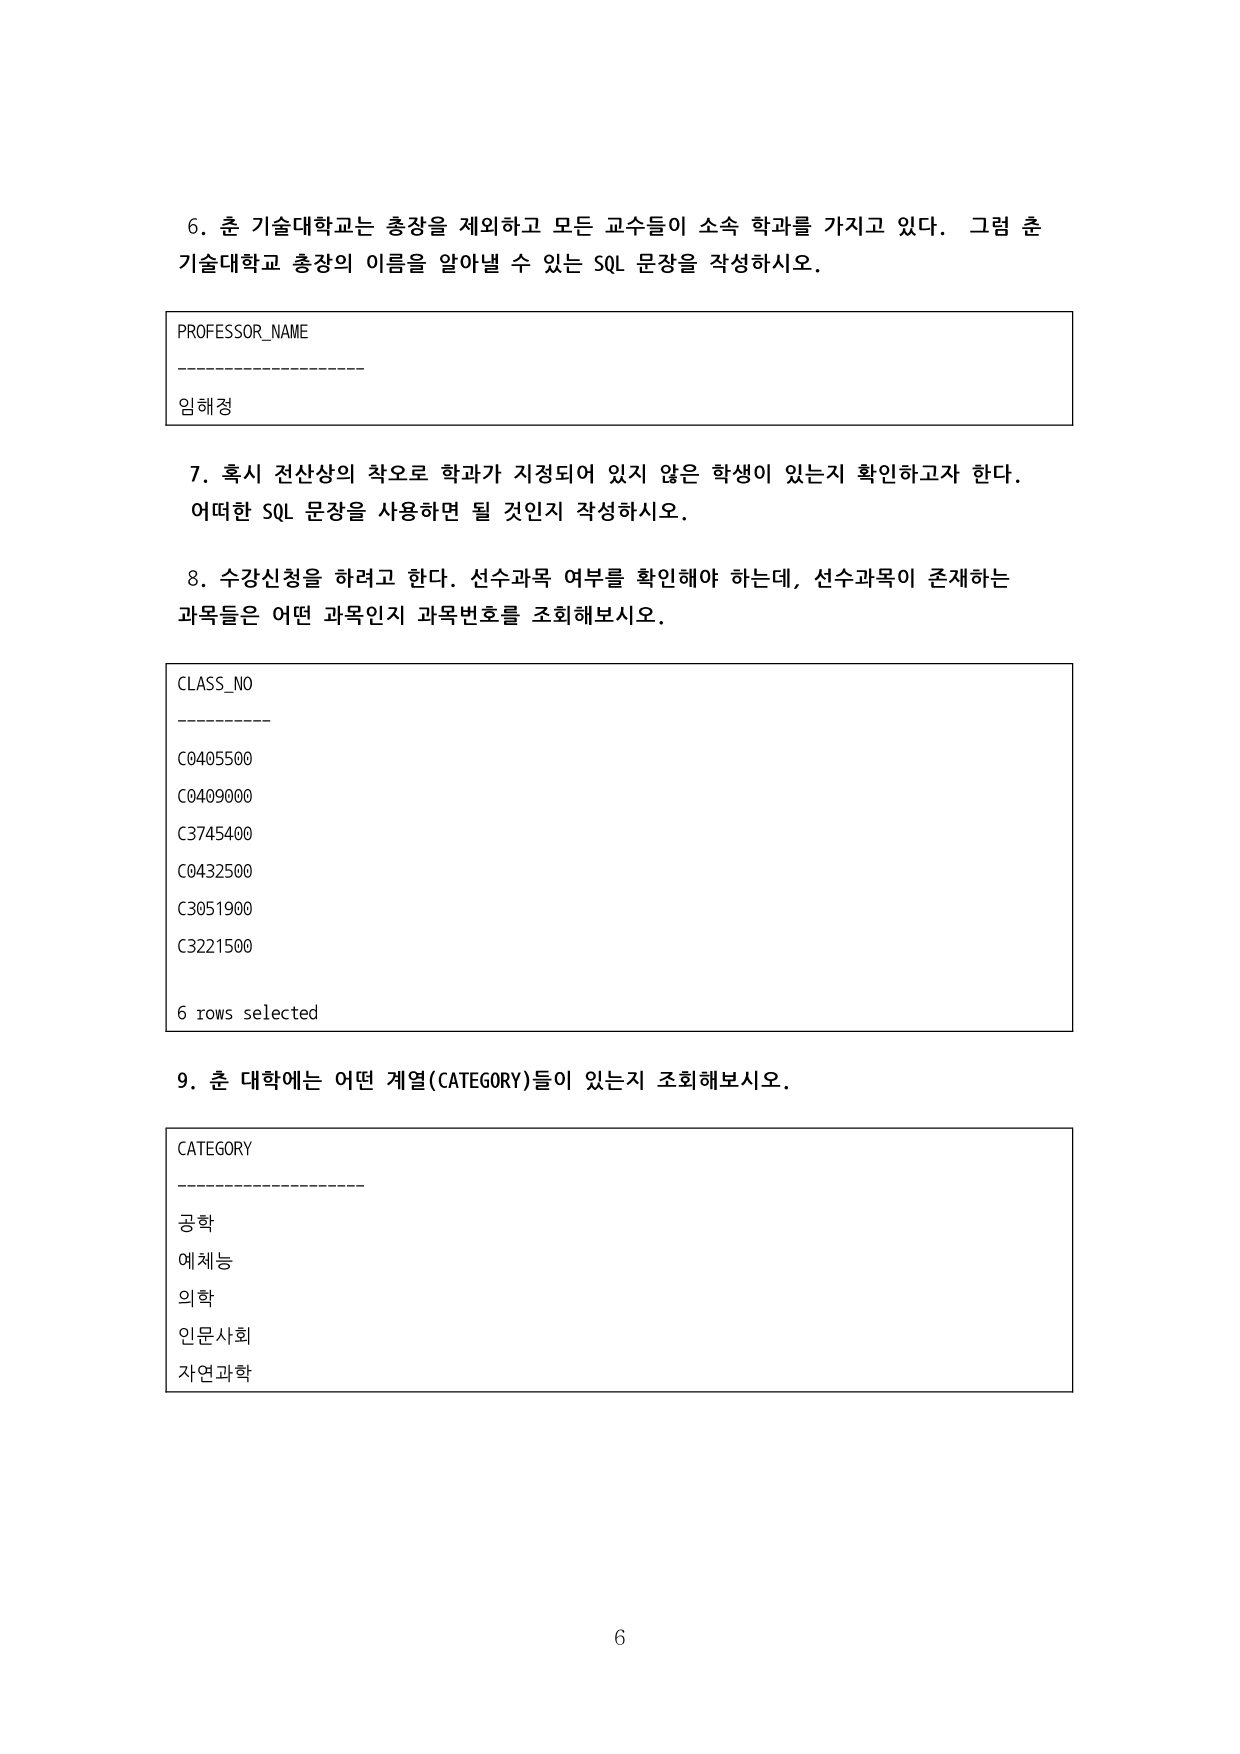 6. 춘 기술대학교는 총장을 제외하고 모든 교수들이 소속 학과를 가지고 있다. 그럼 춘
기술대학교 총장의 이름을 알아낼 수 있는 SQL 문장을 작성하시오.
PROFESSOR_NAME
--------------------
임해정
7. 혹시 전산상의 착오로 학과가 지정되어 있지 않은 학생이 있는지 확인하고자 한다.
어떠한 SQL 문장을 사용하면 될 것인지 작성하시오.
8. 수강신청을 하려고 한다. 선수과목 여부를 확인해야 하는데, 선수과목이 존재하는
과목들은 어떤 과목인지 과목번호를 조회해보시오.
CLASS_NO
----------
C0405500
C0409000
C3745400
C0432500
C3051900
C3221500
6 rows selected
9. 춘 대학에는 어떤 계열(CATEGORY)들이 있는지 조회해보시오.
CATEGORY
--------------------
공학
예체능
의학
인문사회
자연과학
6